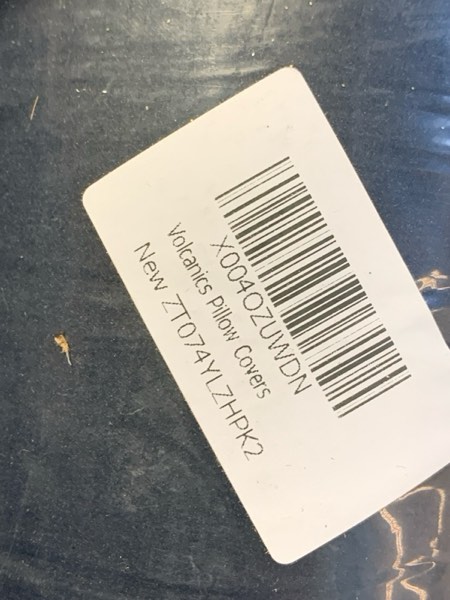 X004OZUWDN
Volcanics Pillow Covers
New ZT074YLZHPK2